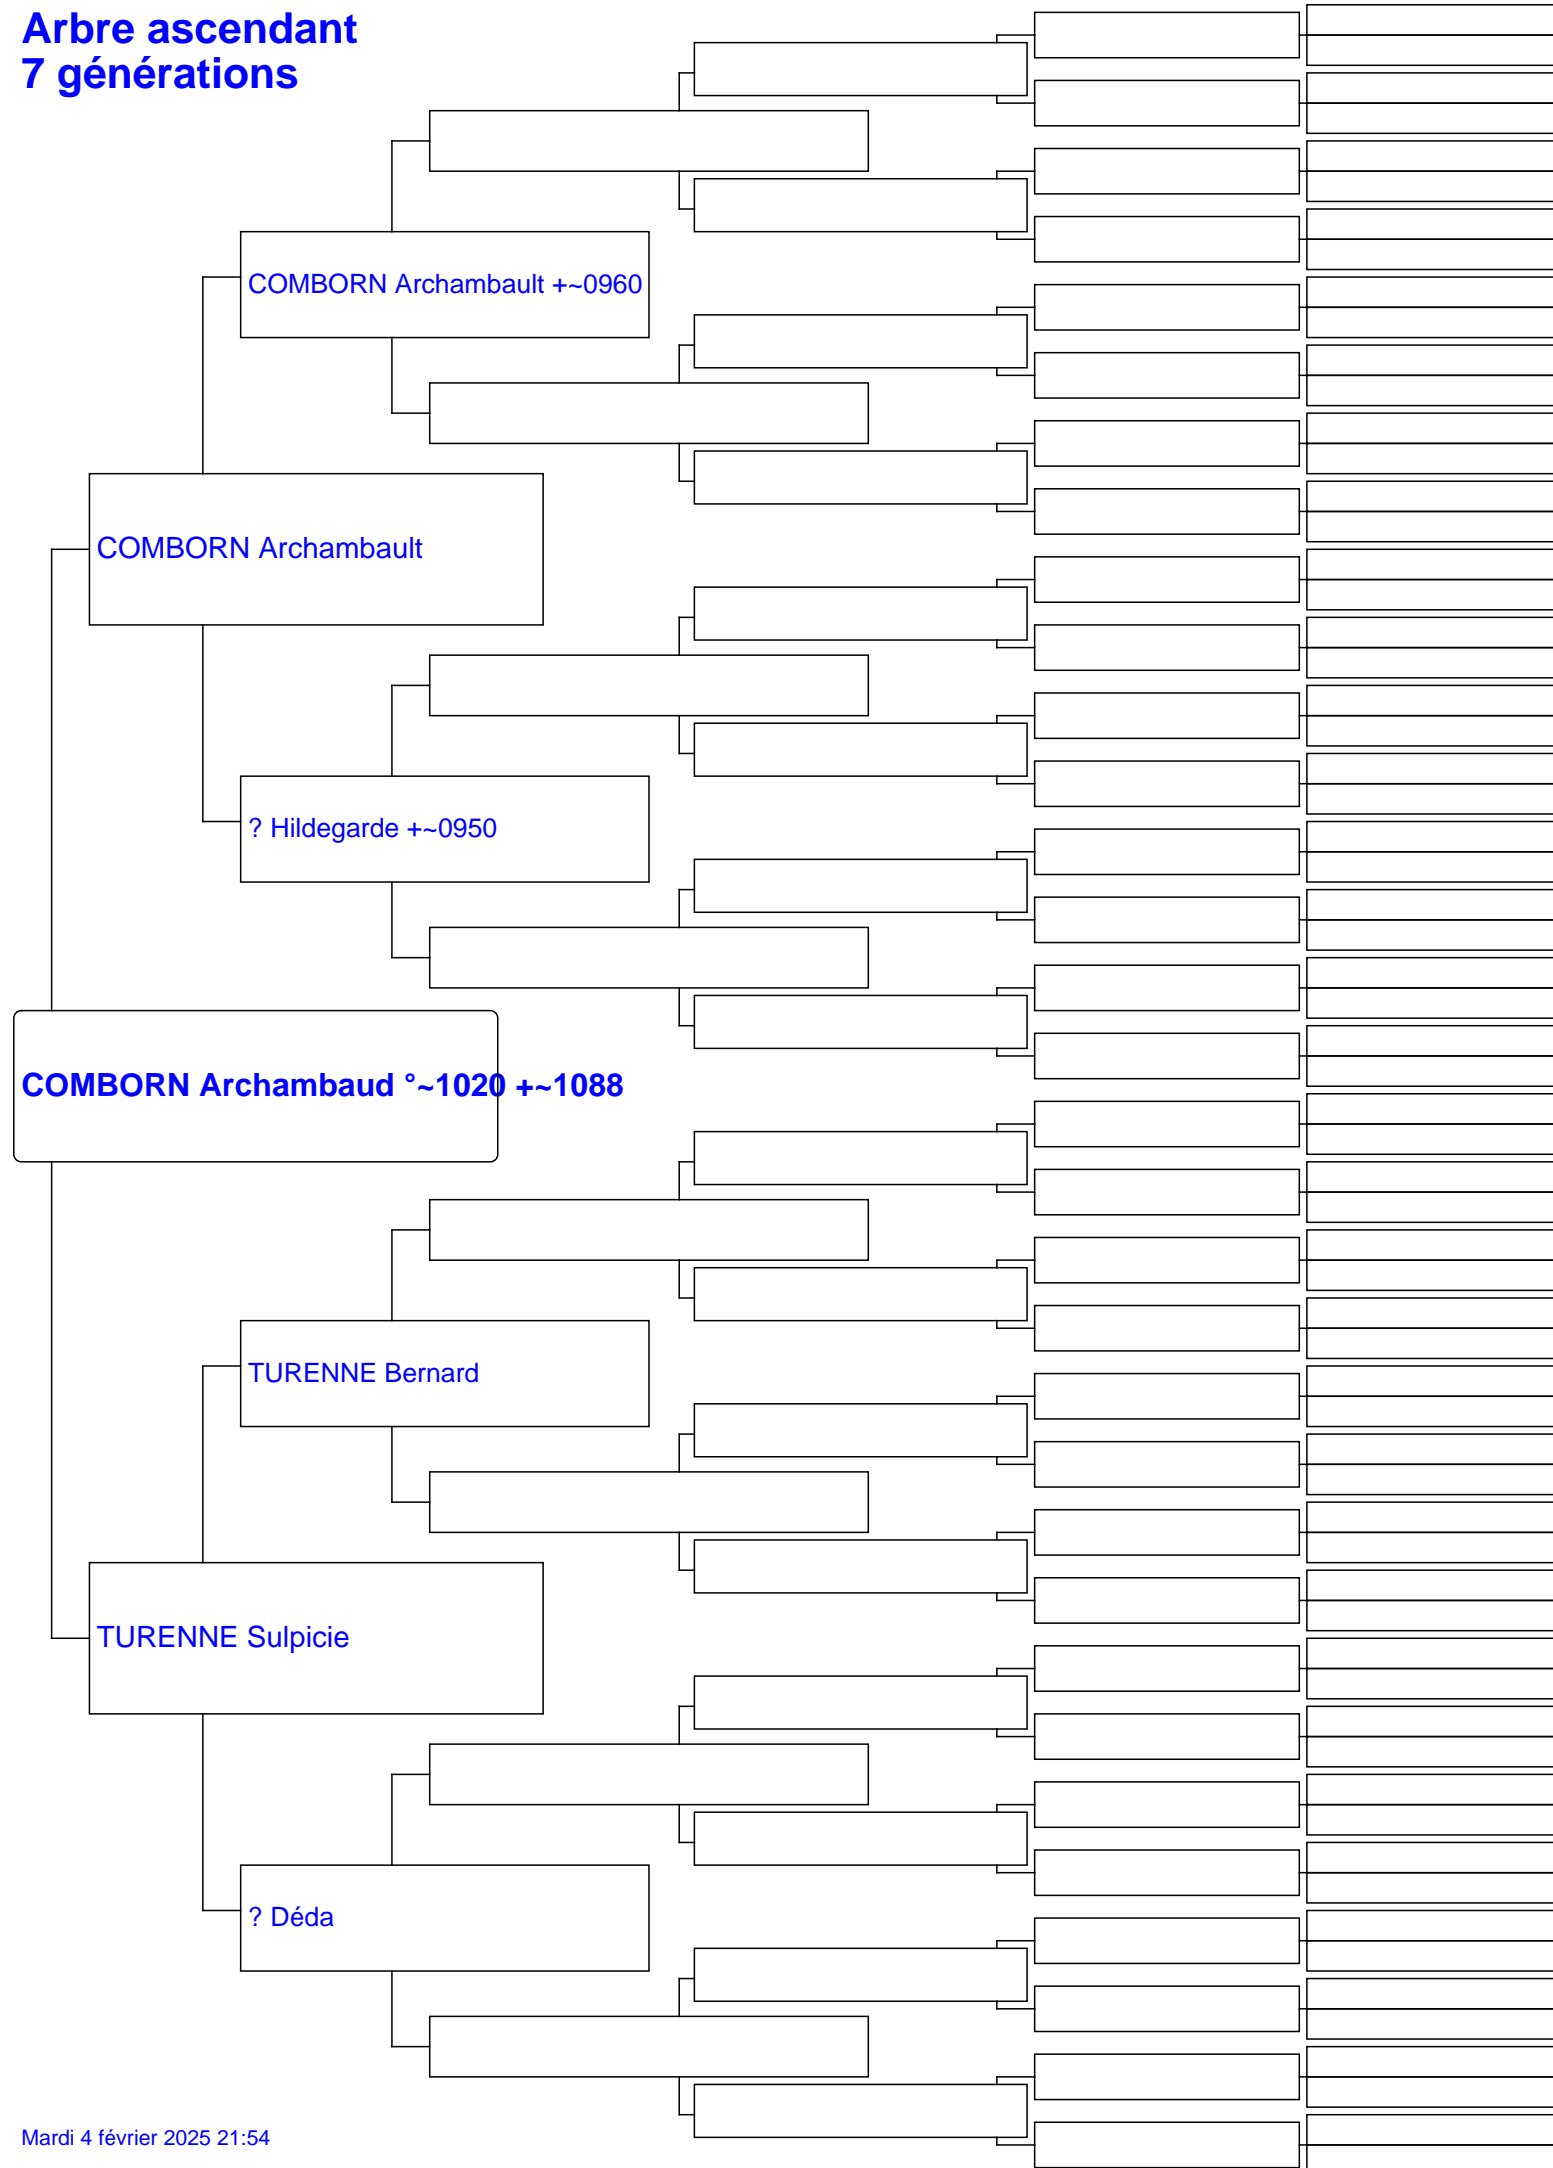 Arbre ascendant
7 générations
COMBORN Archambault +~0960
COMBORN Archambault
? Hildegarde +~0950
COMBORN Archambaud °~1020 +~1088
TURENNE Bernard
TURENNE Sulpicie
? Déda
Mardi 4 février 2025 21:54